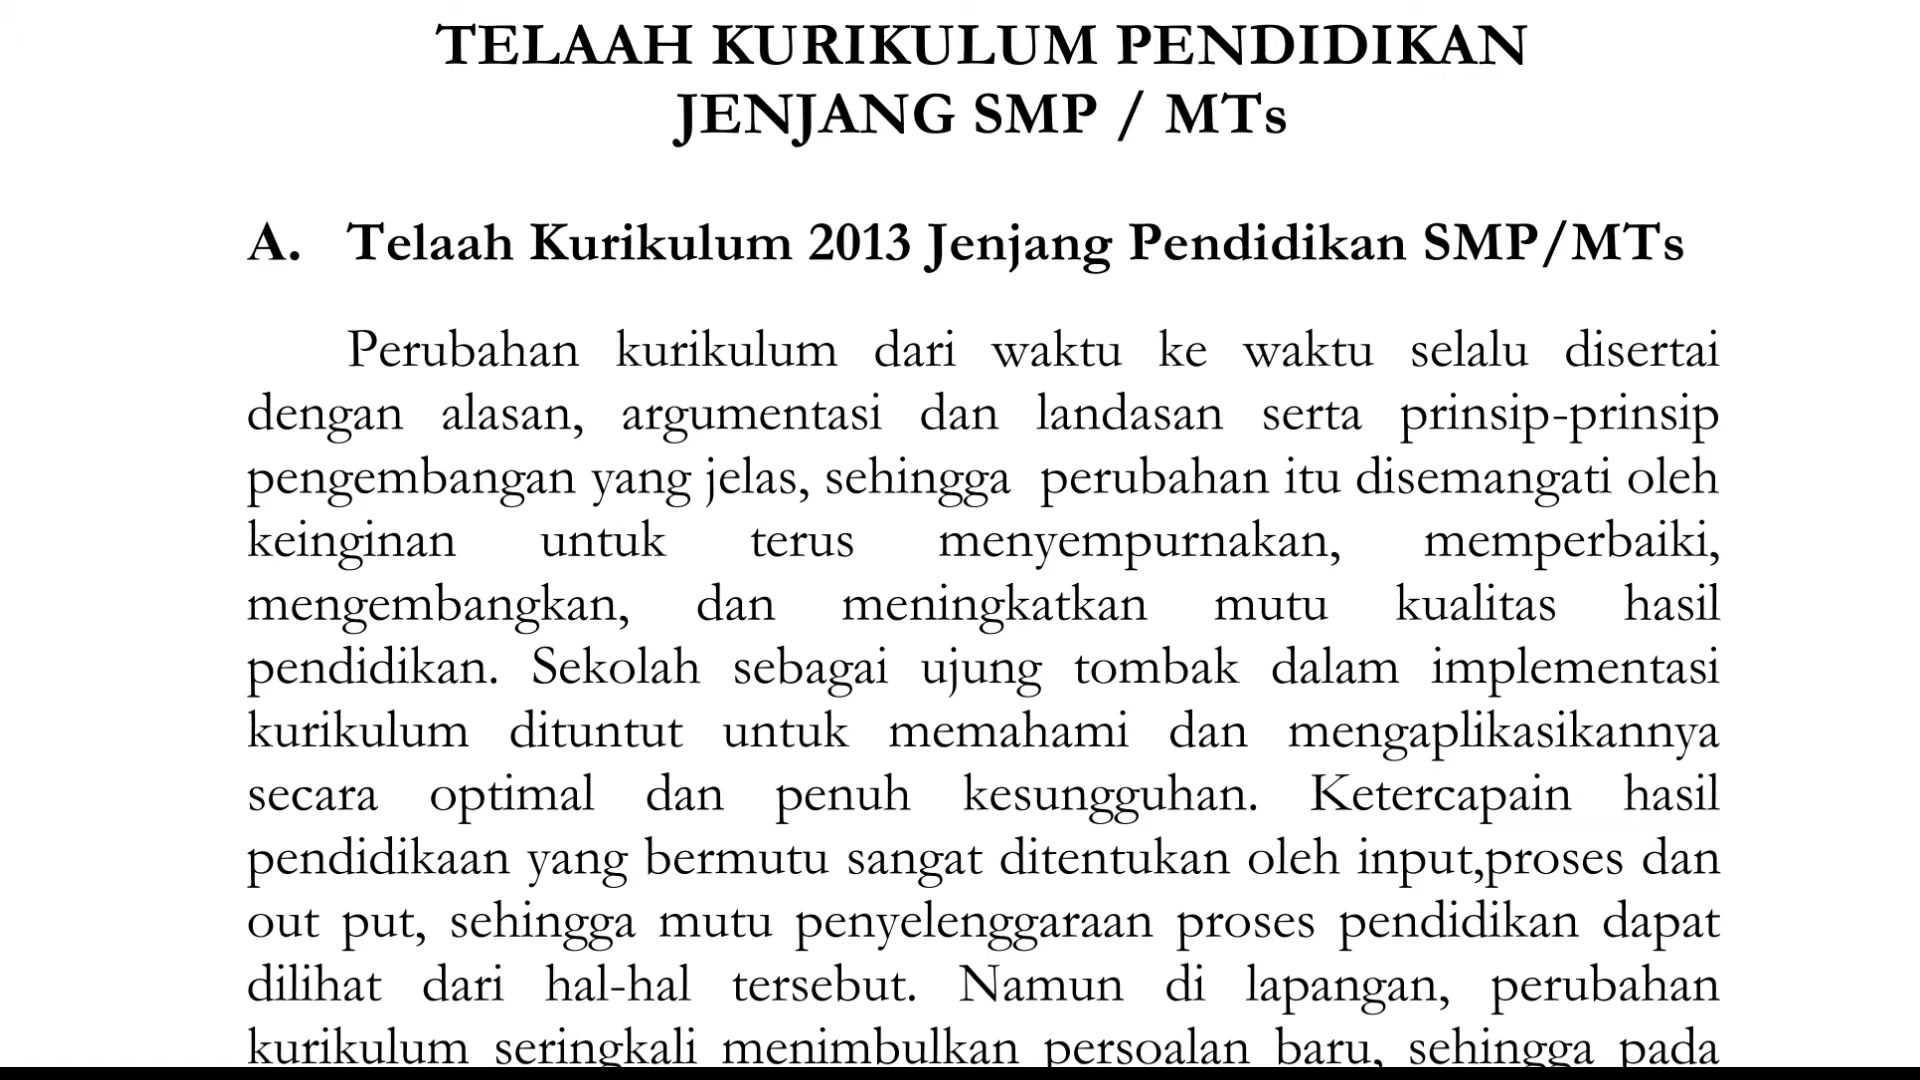 TELAAH KURIKULUM PENDIDIKAN
JENJANG SMP / MTs
A. Telaah Kurikulum 2013 Jenjang Pendidikan SMP/MTs
Perubahan kurikulum dari waktu ke waktu selalu disertai
dengan alasan, argumentasi dan landasan serta prinsip-prinsip
pengembangan yang jelas, sehingga perubahan itu disemangati oleh
keinginan untuk terus menyempurnakan, memperbaiki,
mengembangkan, dan meningkatkan mutu kualitas hasil
pendidikan. Sekolah sebagai ujung tombak dalam implementasi
kurikulum dituntut untuk memahami dan mengaplikasikannya
secara optimal dan penuh kesungguhan. Ketercapain hasil
pendidikaan yang bermutu sangat ditentukan oleh input,proses dan
out put, sehingga mutu penyelenggaraan proses pendidikan dapat
dilihat dari hal-hal tersebut. Namun di lapangan, perubahan
kurikulum seringkali menimbulkan persoalan baru, sehingga pada